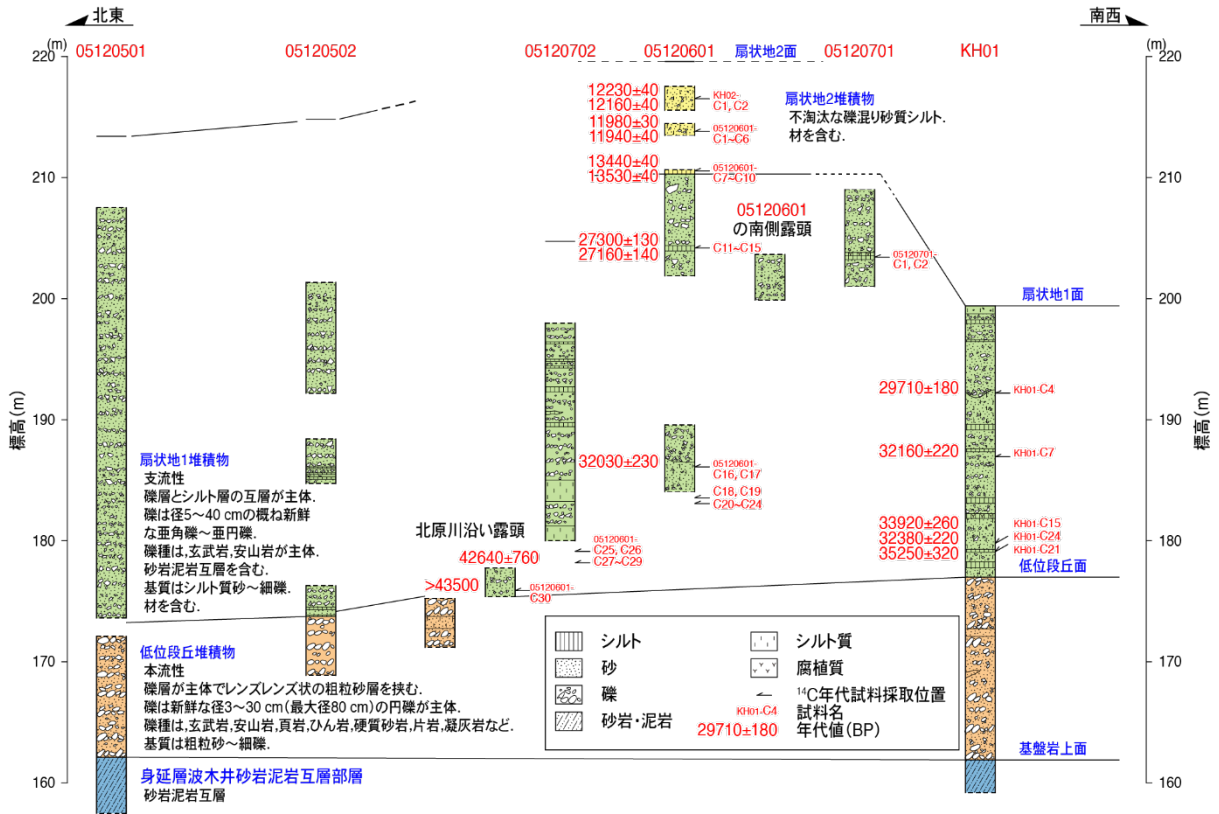 北東
南西
(m)
05120501
05120502
05120702
05120601
扇状地2面
05120701
KH01
(m)
220
210
200
190
180
170
160
標高(m)
220
210
200
190
180
170
160
標高(m)
12230±40
12160±40
KH02-
C1, C2
11980±30
11940±40
05120601-
C1~C6
13440±40
13530±40
05120601-
C7~C10
扇状地2堆積物
不淘汰な礫混り砂質シルト.
材を含む.
27300±130
27160±140
C11~C15
05120601
の南側露頭
05120701-
C1, C2
扇状地1面
29710±180
KH01-C4
32160±220
KH01-C7
32030±230
05120601-
C16, C17
C18, C19
C20~C24
05120601-
C25, C26
C27~C29
33920±260
32380±220
35250±320
KH01-C15
KH01-C24
KH01-C21
低位段丘面
扇状地1堆積物
支流性
礫層とシルト層の互層が主体.
礫は径5~40 cmの概ね新鮮
な亜角礫~亜円礫.
礫種は,玄武岩,安山岩が主体.
砂岩泥岩互層を含む.
基質はシルト質砂~細礫.
材を含む.
北原川沿い露頭
42640±760
>43500
05120601-
C30
低位段丘堆積物
本流性
礫層が主体でレンズレンズ状の粗粒砂層を挟む.
礫は新鮮な径3~30 cm(最大径80 cm)の円礫が主体.
礫種は,玄武岩,安山岩,頁岩,ひん岩,硬質砂岩,片岩,凝灰岩など.
基質は粗粒砂~細礫.
シルト
砂
礫
砂岩・泥岩
シルト質
腐植質
14C年代試料採取位置
KH01-C4 試料名
29710±180 年代値(BP)
基盤岩上面
身延層波木井砂岩泥岩互層部層
砂岩泥岩互層